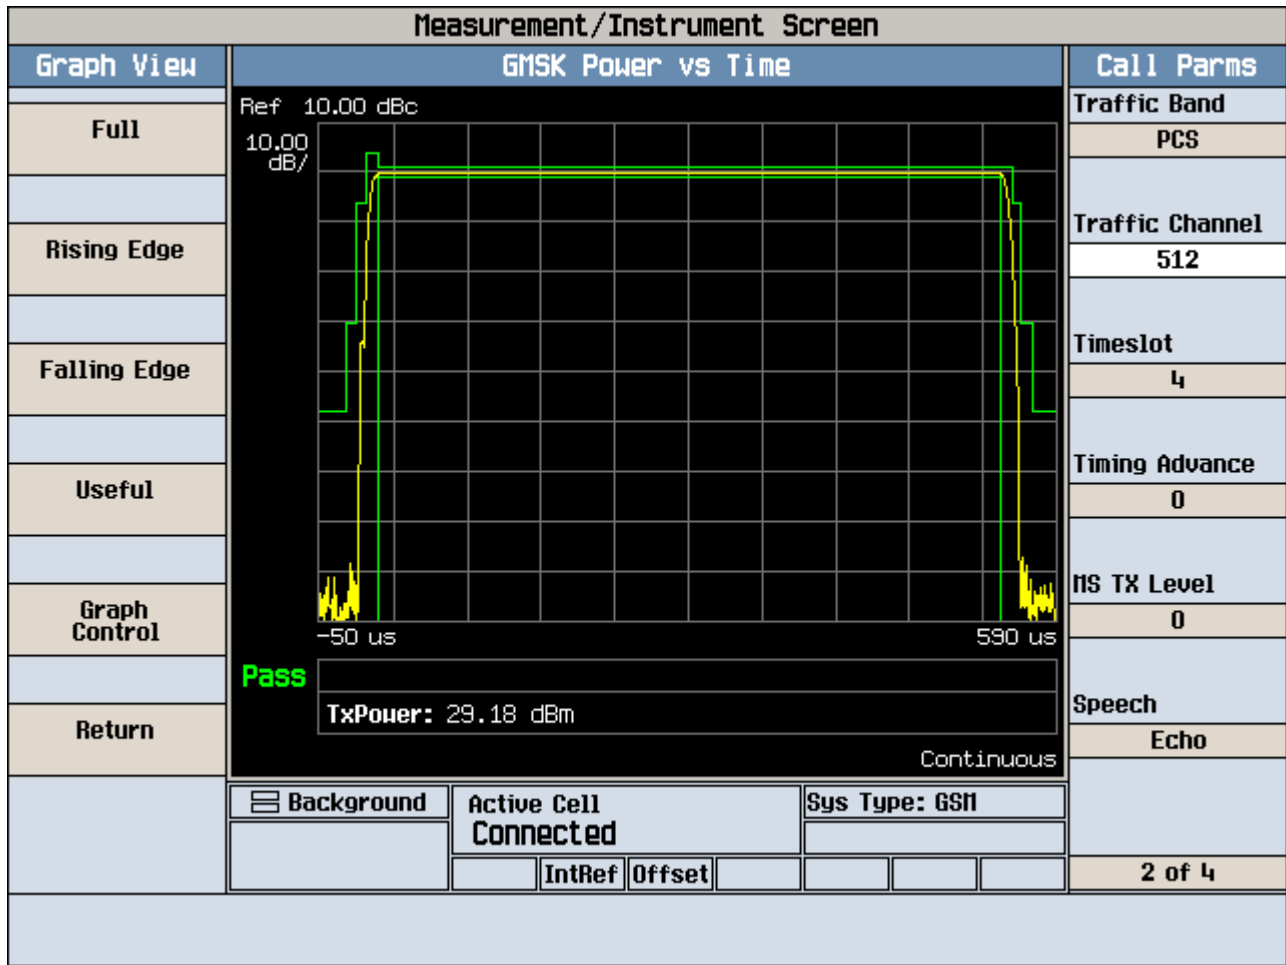 Measurement/Instrument Screen
Graph View
Full
Rising Edge
Falling Edge
Useful
Graph
Control
Return
GMSK Power vs Time
Ref 10.00 dBc
10.00
dB/
-50 us
590 us
Pass
TxPower: 29.18 dBm
Continuous
Background
Active Cell
Connected
Sys Type: GSM
IntRef
Offset
Call Parms
Traffic Band
PCS
Traffic Channel
512
Timeslot
4
Timing Advance
0
MS TX Level
0
Speech
Echo
2 of 4